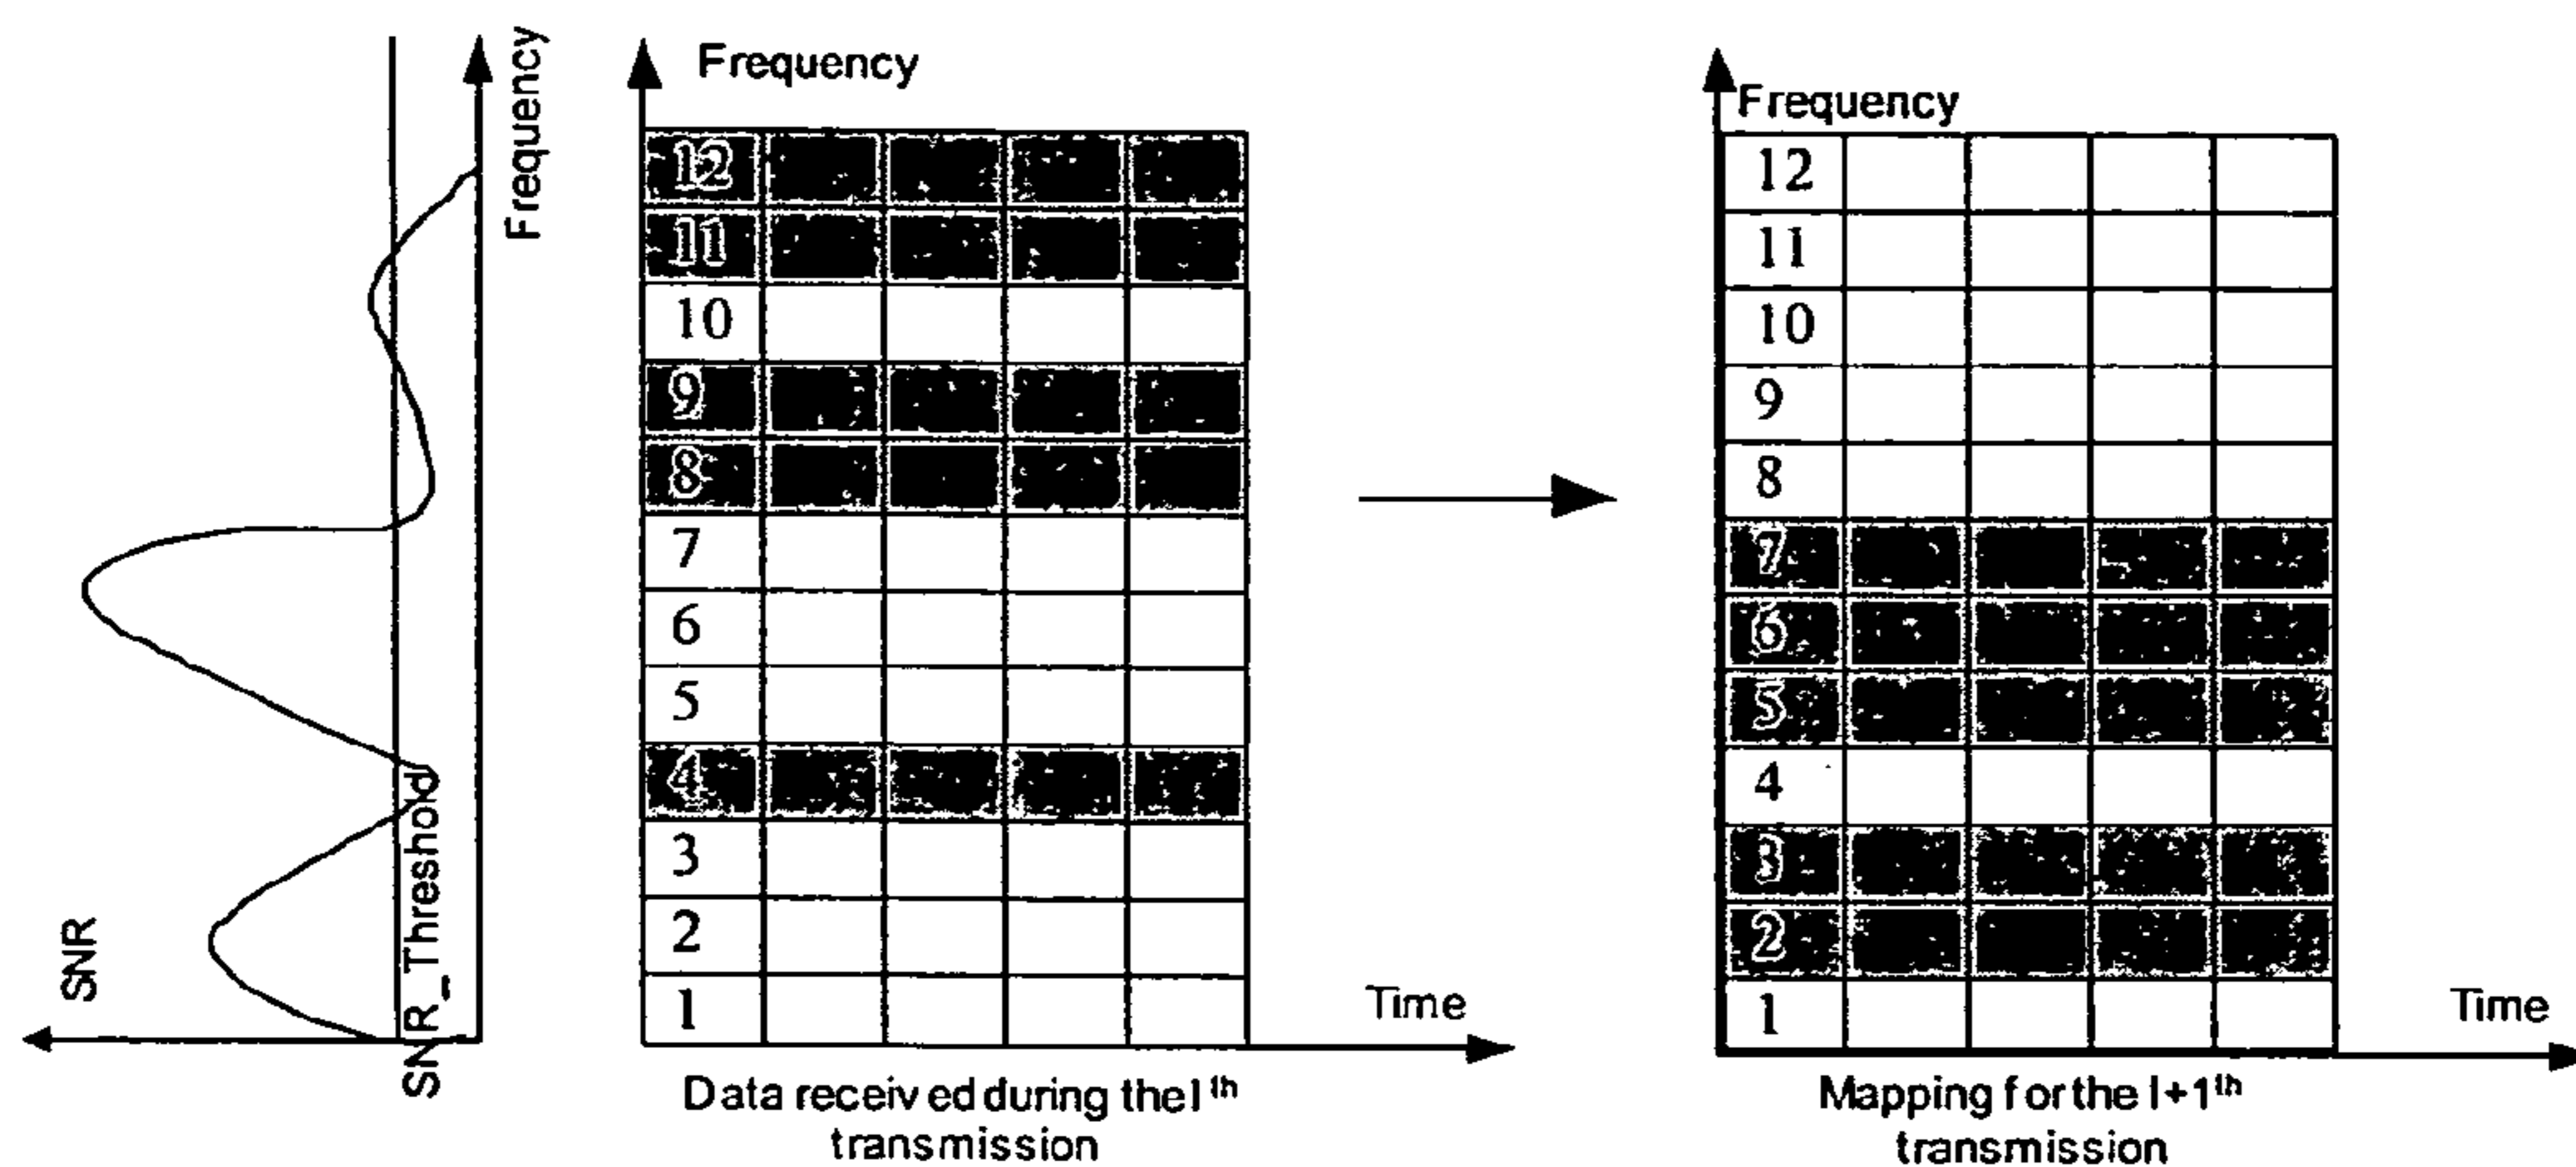 Frequency
SNR
SNR_Threshold
Frequency
12
11
10
9
8
7
6
5
4
3
2
1
Time
Data received during the I th
transmission
Frequency
12
11
10
9
8
7
6
5
4
3
2
1
Time
Mapping for the I+1th
transmission